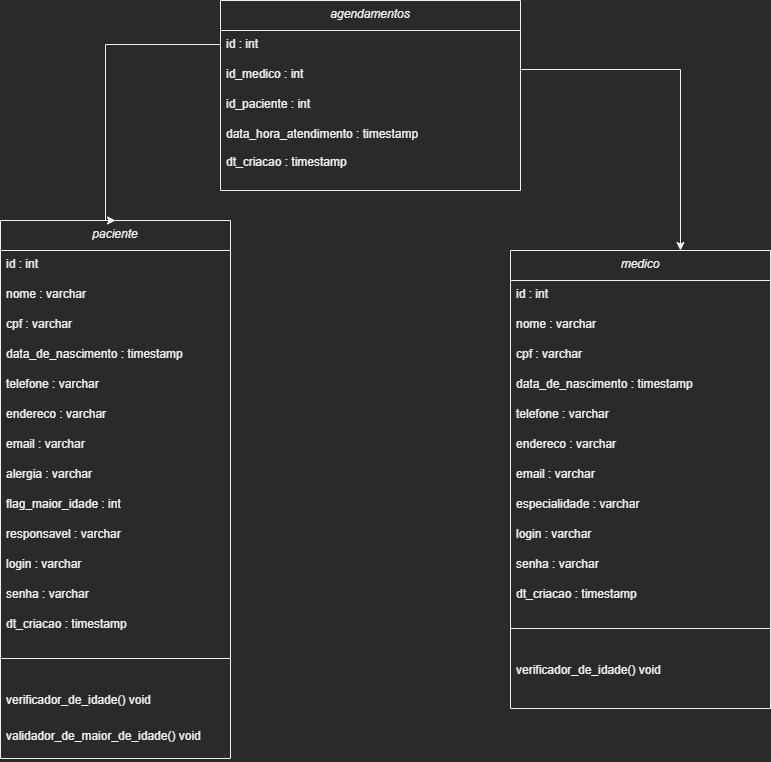 agendamentos
id : int
id_medico : int
id_paciente : int
data_hora_atendimento : timestamp
dt_criacao : timestamp
paciente
id : int
nome : varchar
cpf : varchar
data_de_nascimento : timestamp
telefone : varchar
endereco : varchar
email : varchar
alergia : varchar
flag_maior_idade : int
responsavel : varchar
login : varchar
senha : varchar
dt_criacao : timestamp
verificador_de_idade() void
validador_de_maior_de_idade() void
medico
id : int
nome : varchar
cpf : varchar
data_de_nascimento : timestamp
telefone : varchar
endereco : varchar
email : varchar
especialidade : varchar
login : varchar
senha : varchar
dt_criacao : timestamp
verificador_de_idade() void